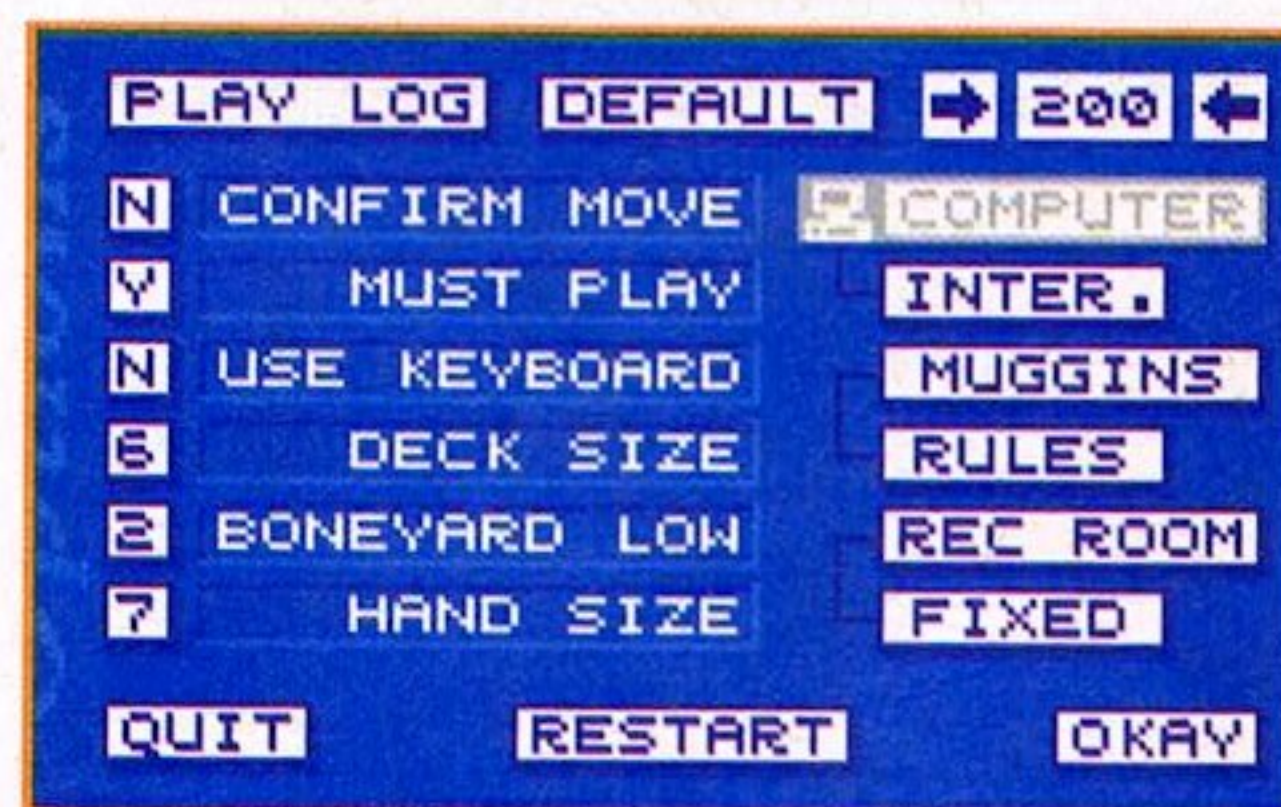 PLAY LOG DEFAULT 200
N CONFIRM MOVE COMPUTER
Y MUST PLAY INTER.
N USE KEYBOARD MUGGINS
6 DECK SIZE RULES
2 BONEYARD LOW REC ROOM
7 HAND SIZE FIXED
QUIT RESTART OKAY